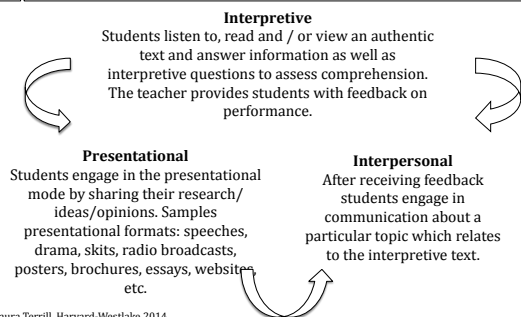 Interpretive
Students listen to, read and / or view an authentic
text and answer information as well as
interpretive questions to assess comprehension.
The teacher provides students with feedback on
performance.
Presentational
Students engage in the presentational
mode by sharing their research/
ideas/opinions. Samples
presentational formats: speeches,
drama, skits, radio broadcasts,
posters, brochures, essays, websites,
etc.
Interpersonal
After receiving feedback
students engage in
communication about a
particular topic which relates
to the interpretive text.
Terrill, Harvard-Westlake 2014